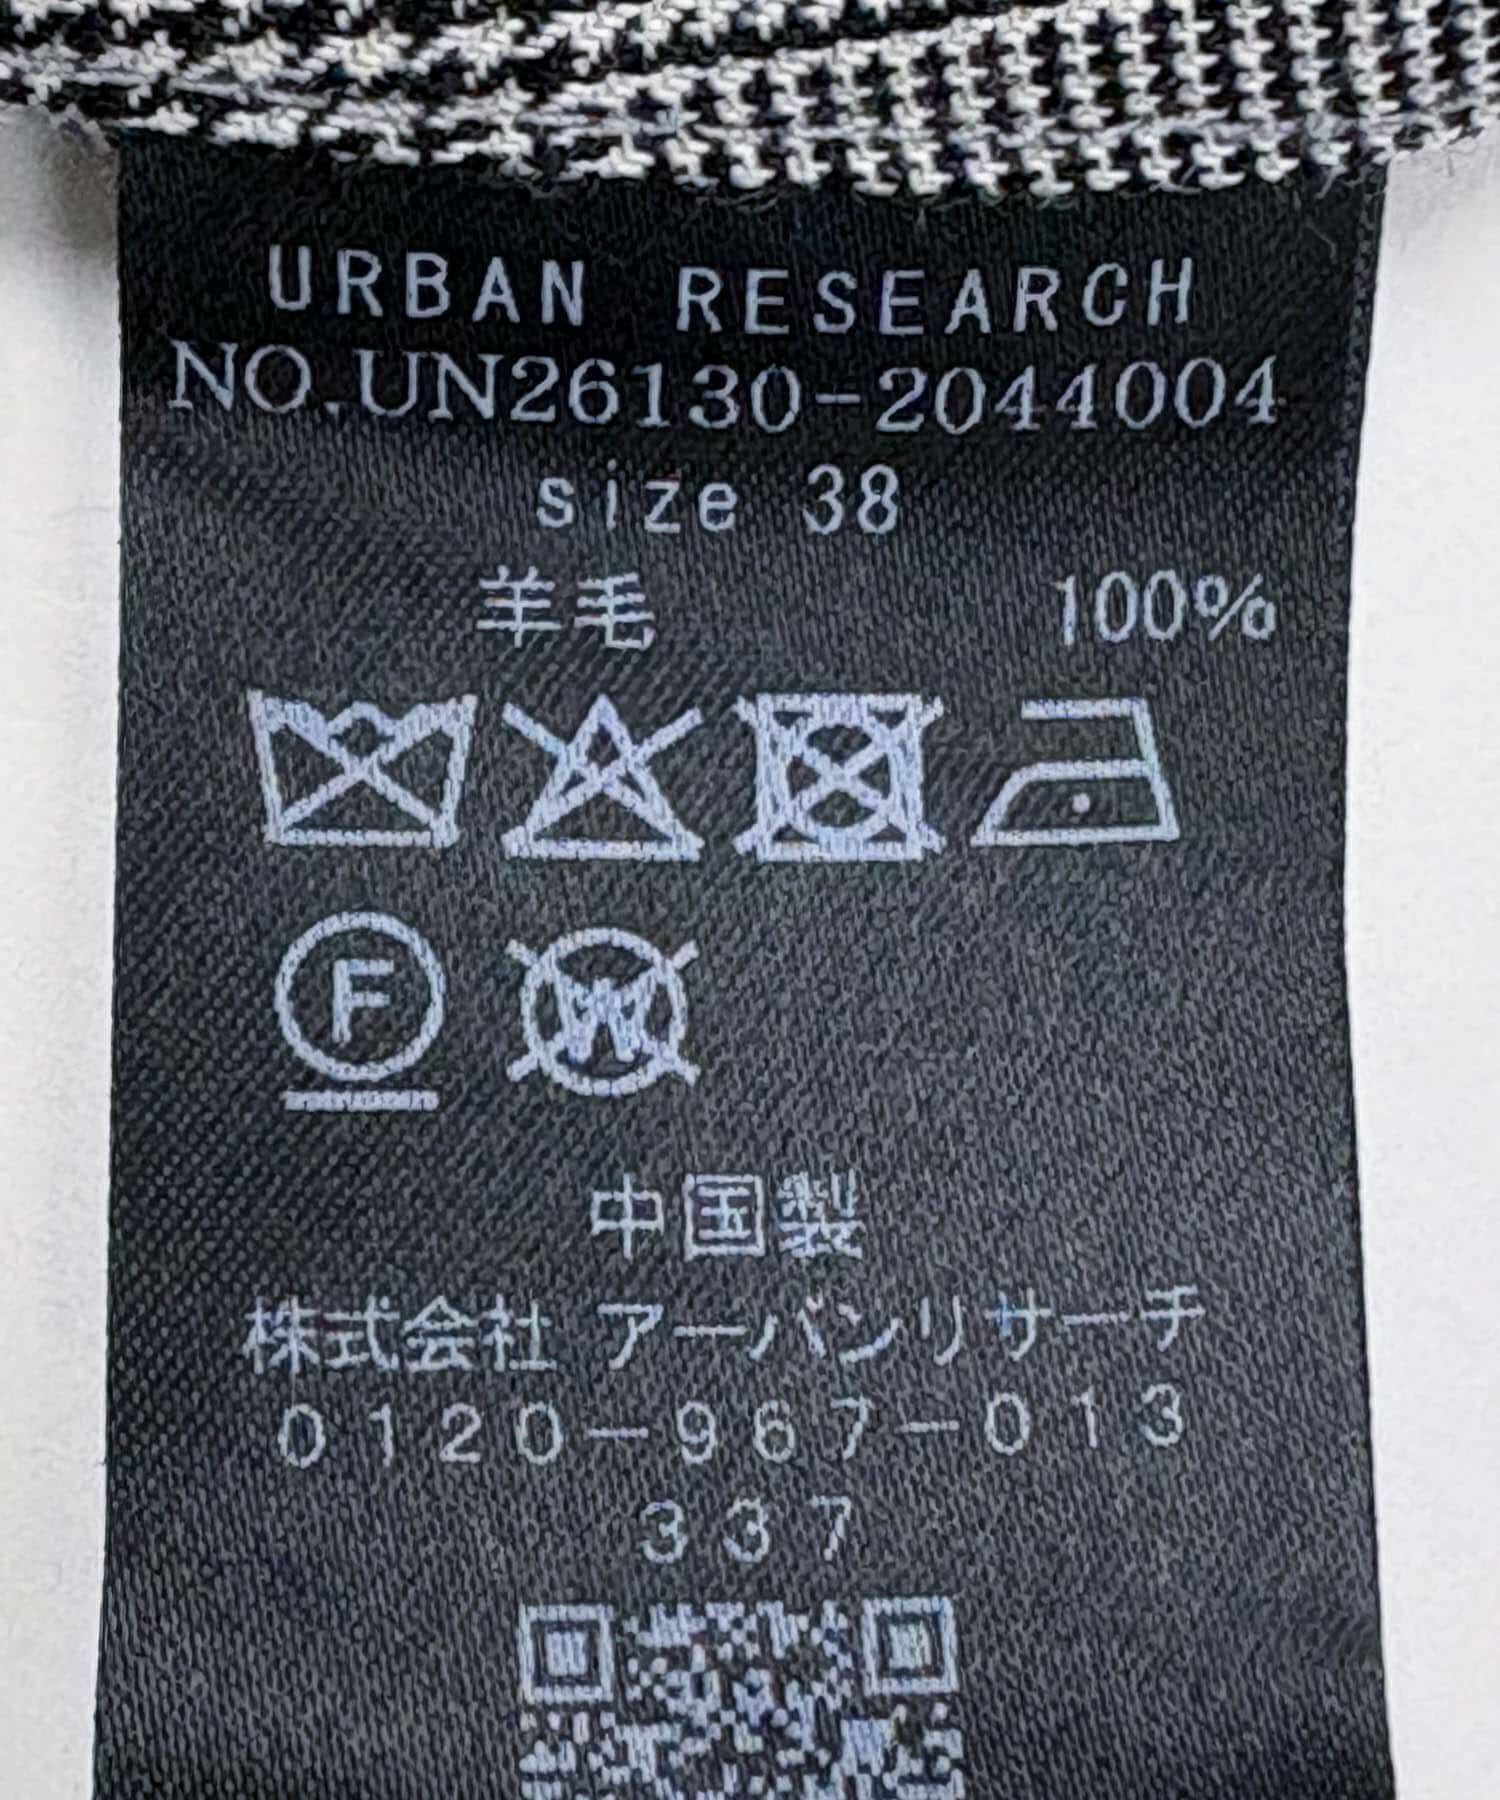 URBAN RESEARCH
NO.UN26130-2044004
size 38
羊毛 100%
F
W
中国製
株式会社 アーバンリサーチ
0120-967-013
337